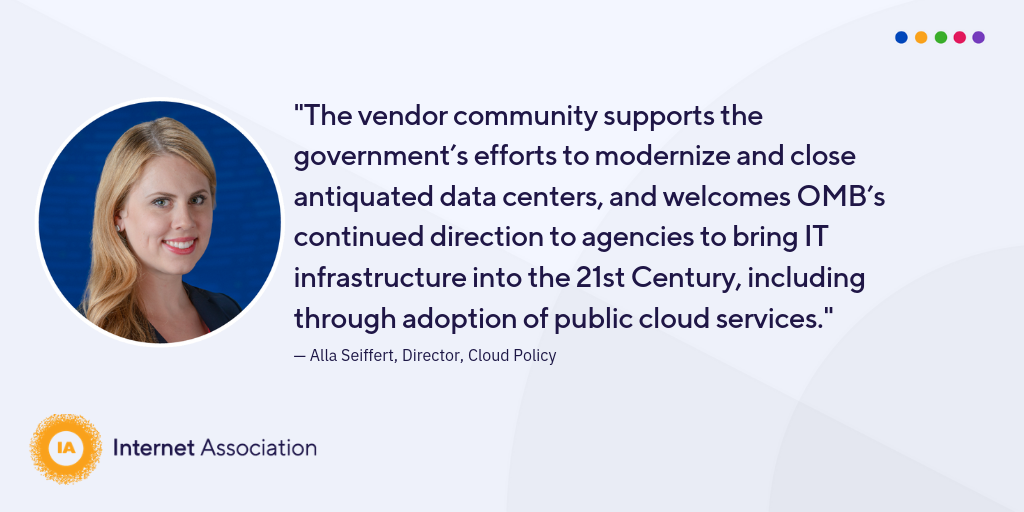 "The vendor community supports the
government’s efforts to modernize and close
antiquated data centers, and welcomes OMB’s
continued direction to agencies to bring IT
infrastructure into the 21st Century, including
through adoption of public cloud services."
— Alla Seiffert, Director, Cloud Policy
IA
Internet Association